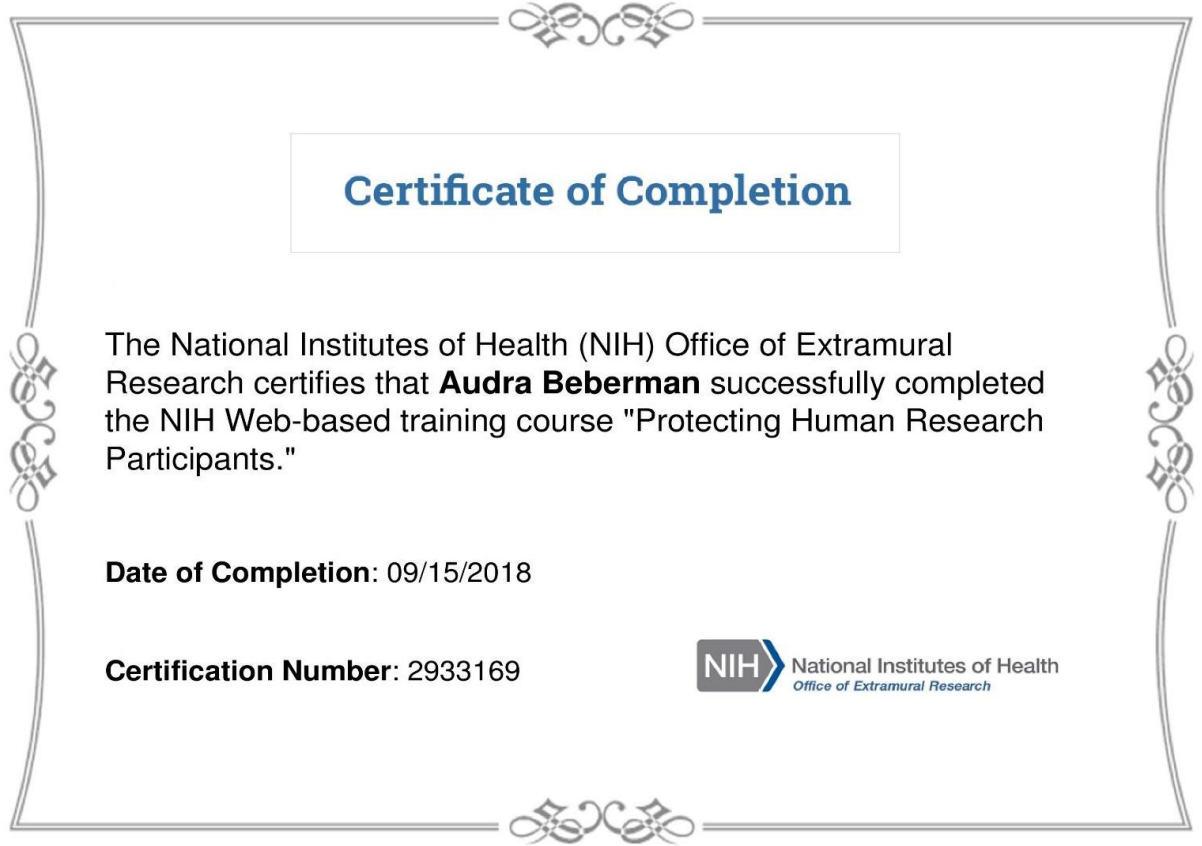 Certificate of Completion
The National Institutes of Health (NIH) Office of Extramural
Research certifies that Audra Beberman successfully completed
the NIH Web-based training course "Protecting Human Research
Participants."
Date of Completion: 09/15/2018
Certification Number: 2933169
NIH National Institutes of Health
Office of Extramural Research